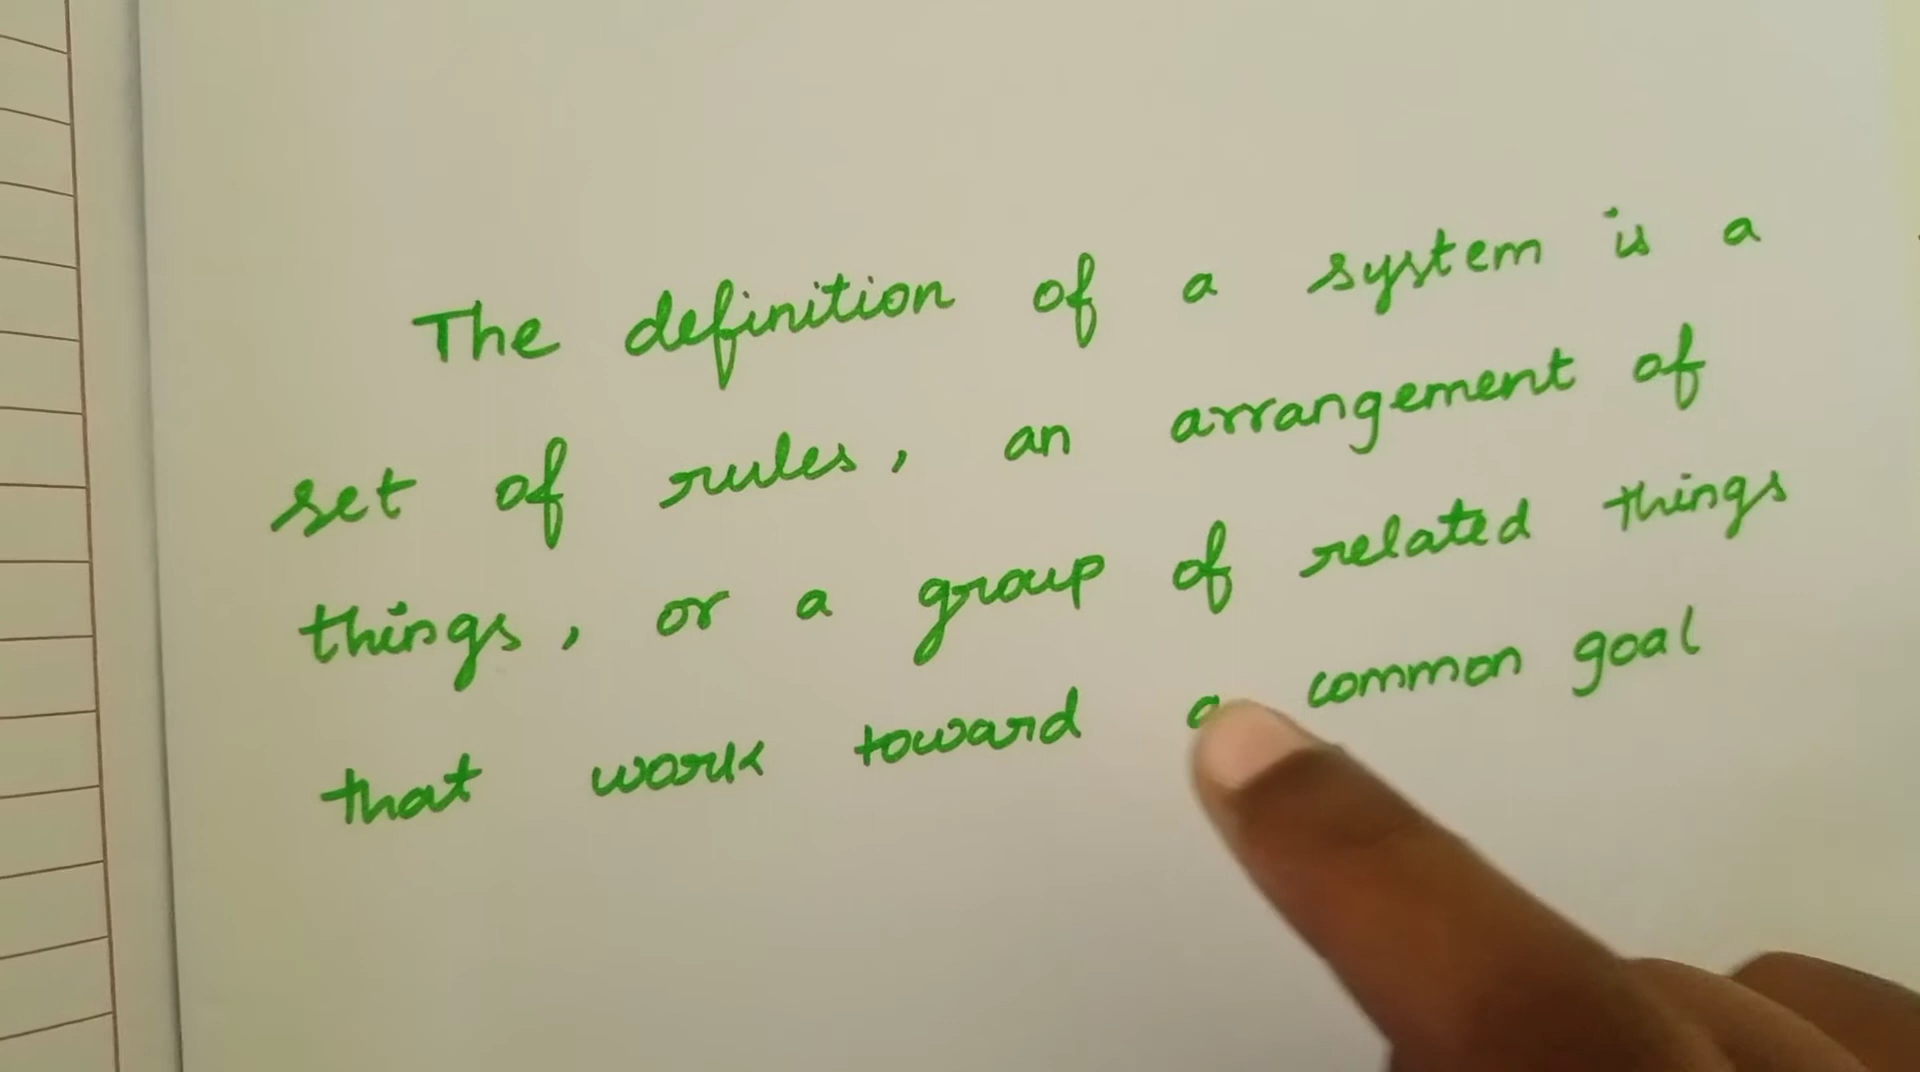 The definition of a system is a
set of rules, an arrangement of
things, or a group of related things
that work toward a common goal